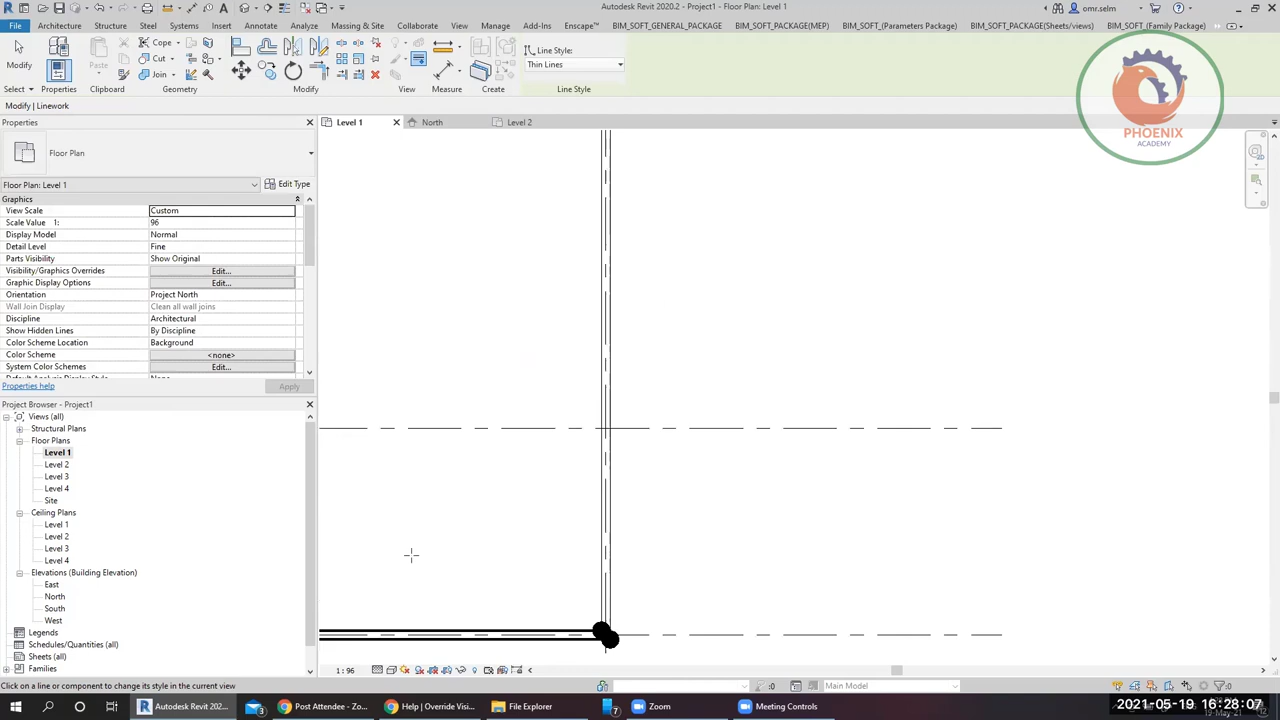 Autodesk Revit 2020.2 - Project1 - Floor Plan: Level 1
omr.selm
File
Architecture
Structure
Steel
Systems
Insert
Annotate
Analyze
Massing & Site
Collaborate
View
Manage
Add-Ins
Enscape™
BIM_SOFT_GENERAL_PACKAGE
BIM_SOFT_PACKAGE(MEP)
BIM_SOFT_(Parameters Package)
BIM_SOFT_PACKAGE(Sheets/views)
BIM_SOFT_(Family Package)
Modify
Paste
Cope
Cut
Join
Line Style:
Thin Lines
Select
Properties
Clipboard
Geometry
Modify
View
Measure
Create
Line Style
PHOENIX
ACADEMY
Modify | Linework
Properties
Level 1
North
Level 2
Floor Plan
Floor Plan: Level 1
Edit Type
Graphics
View Scale
Custom
Scale Value 1:
96
Display Model
Normal
Detail Level
Fine
Parts Visibility
Show Original
Visibility/Graphics Overrides
Edit...
Graphic Display Options
Edit...
Orientation
Project North
Wall Join Display
Clean all wall joins
Discipline
Architectural
Show Hidden Lines
By Discipline
Color Scheme Location
Background
Color Scheme
<none>
System Color Schemes
Edit...
Default Analysis Display Style
None
Properties help
Apply
Project Browser - Project1
Views (all)
Structural Plans
Floor Plans
Level 1
Level 2
Level 3
Level 4
Site
Ceiling Plans
Level 1
Level 2
Level 3
Level 4
Elevations (Building Elevation)
East
North
South
West
Legends
Schedules/Quantities (all)
Sheets (all)
Families
1 : 96
Click on a line or component to change its style in the current view
:0
Main Model
:0
Autodesk Revit 202...
3
Post Attendee - Zo...
Help | Override Visi...
File Explorer
7
Zoom
Meeting Controls
2021-05-19 16:28:07